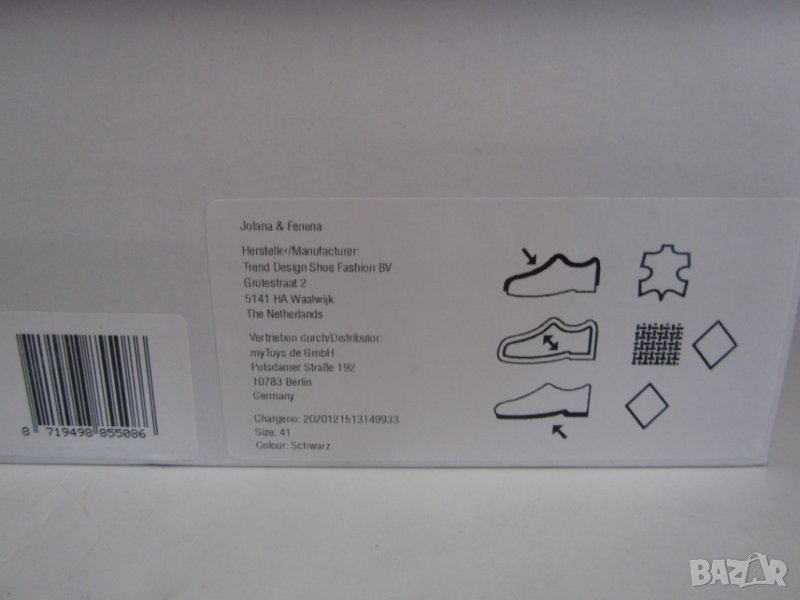 Jolana & Fenena
Hersteller/Manufacturer:
Trend Design Shoe Fashion BV
Grotestraat 2
5141 HA Waalwijk
The Netherlands
Vertrieben durch/Distributor:
myToys.de GmbH
Potsdamer Straße 192
10783 Berlin
Germany
Chargeno: 2020121513149933
Size: 41
Colour: Schwarz
8 719498 855086
BAZAR